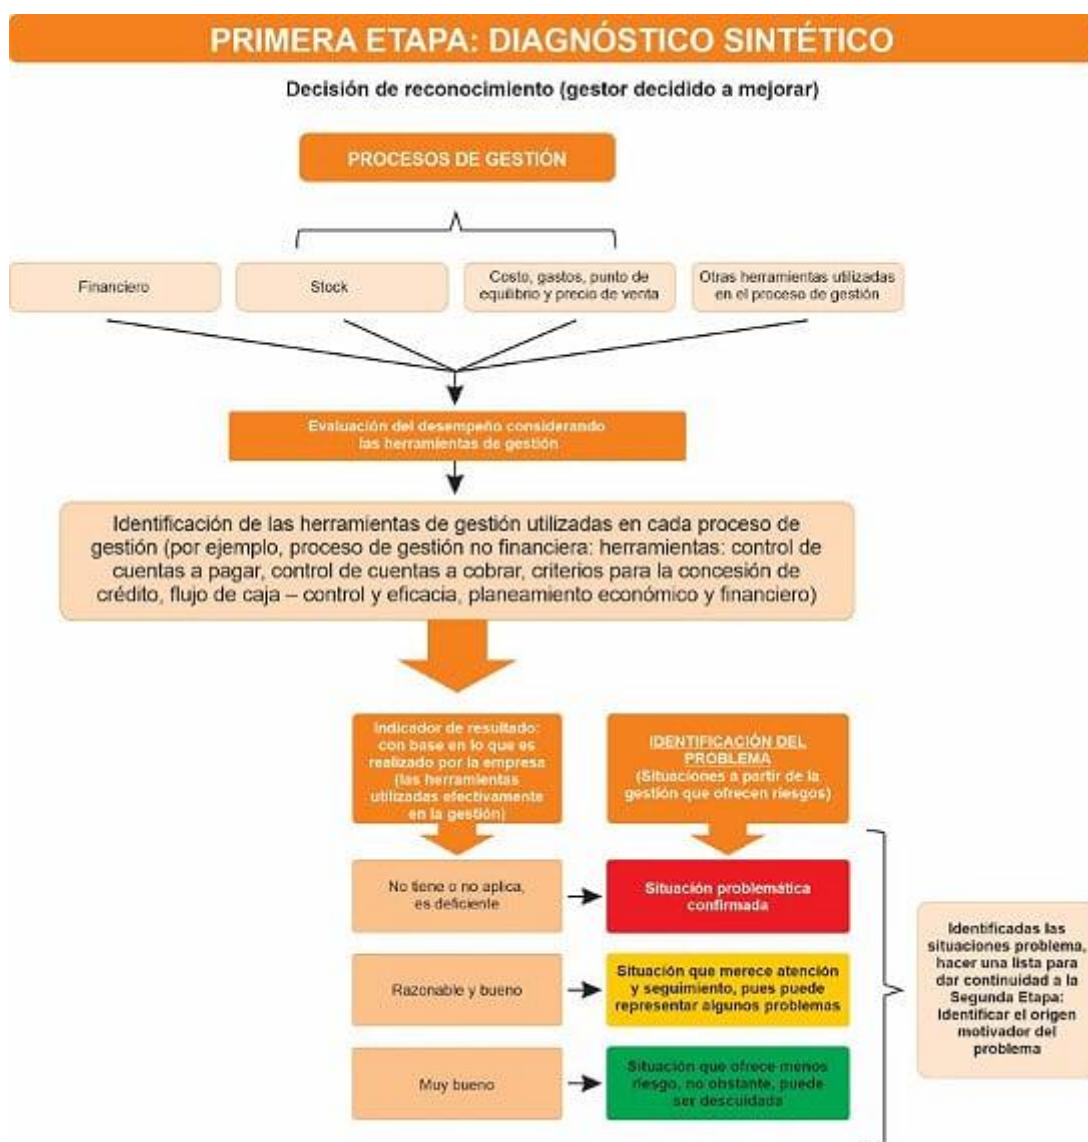 PRIMERA ETAPA: DIAGNÓSTICO SINTÉTICO
Decisión de reconocimiento (gestor decidido a mejorar)
PROCESOS DE GESTIÓN
Financiero
Stock
Costo, gastos, punto de
equilibrio y precio de venta
Otras herramientas utilizadas
en el proceso de gestión
Evaluación del desempeño considerando
las herramientas de gestión
Identificación de las herramientas de gestión utilizadas en cada proceso de
gestión (por ejemplo, proceso de gestión no financiera: herramientas: control de
cuentas a pagar, control de cuentas a cobrar, criterios para la concesión de
crédito, flujo de caja – control y eficacia, planeamiento económico y financiero)
Indicador de resultado:
con base en lo que es
realizado por la empresa
(las herramientas
utilizadas efectivamente
en la gestión)
IDENTIFICACIÓN DEL
PROBLEMA
(Situaciones a partir de la
gestión que ofrecen riesgos)
No tiene o no aplica,
es deficiente
Situación problemática
confirmada
Razonable y bueno
Situación que merece atención
y seguimiento, pues puede
representar algunos problemas
Muy bueno
Situación que ofrece menos
riesgo, no obstante, puede
ser descuidada
Identificadas las
situaciones problema,
hacer una lista para
dar continuidad a la
Segunda Etapa:
Identificar el origen
motivador del
problema